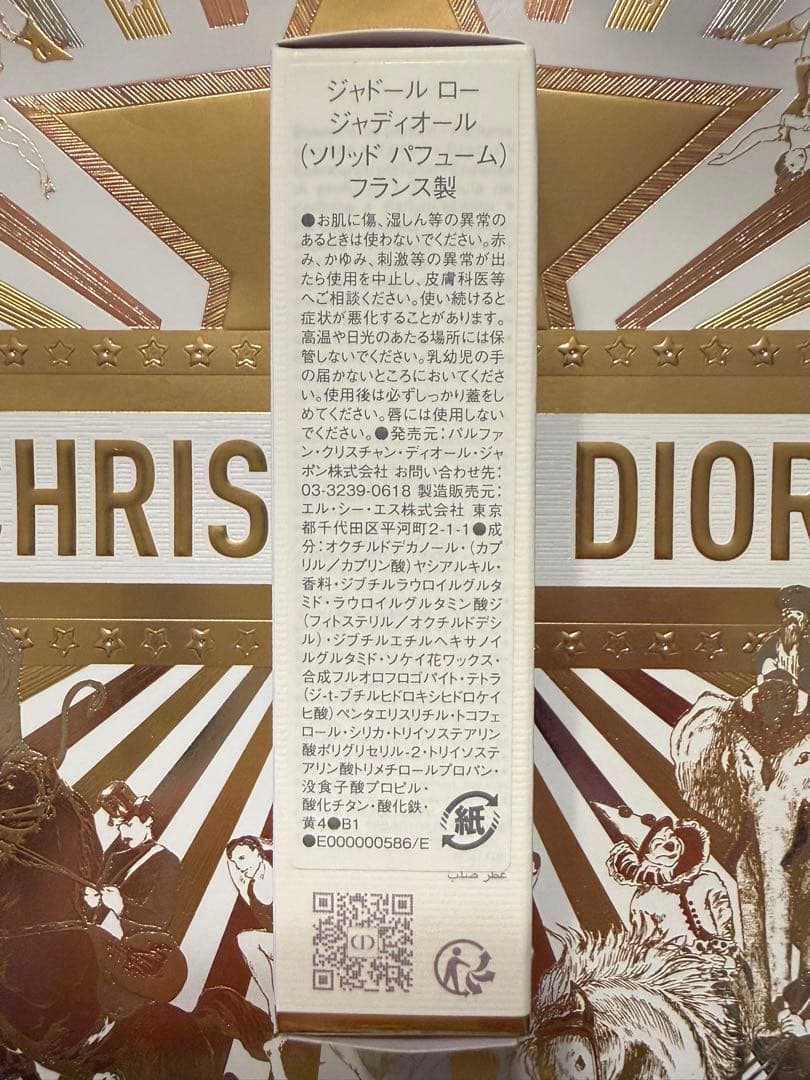 ジャドール ロー
ジャディオール
(ソリッド パフューム)
フランス製
●お肌に傷、湿しん等の異常の
あるときは使わないでください。赤
み、かゆみ、刺激等の異常が出
たら使用を中止し、皮膚科医等
へご相談ください。使い続けると
症状が悪化することがあります。
高温や日光のあたる場所には保
管しないでください。乳幼児の手
の届かないところにおいてくださ
い。使用後は必ずしっかり蓋をし
めてください。唇には使用しない
でください。●発売元:パルファ
ン・クリスチャン・ディオール・ジャ
ポン株式会社 お問い合わせ先:
03-3239-0618 製造販売元:
エル・シー・エス株式会社 東京
都千代田区平河町2-1-1●成
分:オクチルドデカノール・(カプ
リル/カプリン酸)ヤシアルキル・
香料・ジブチルラウロイルグルタ
ミド・ラウロイルグルタミン酸ジ
(フィトステリル/オクチルドデシ
ル)・ジブチルエチルヘキサノイ
ルグルタミド・ソケイ花ワックス・
合成フルオロフロゴパイト・テトラ
(ジ-t-ブチルヒドロキシヒドロケイ
ヒ酸)ペンタエリスリチル・トコフェ
ロール・シリカ・トリイソステアリン
酸ポリグリセリル-2・トリイソステ
アリン酸トリメチロールプロパン・
没食子酸プロピル・
酸化チタン・酸化鉄・
黄4●B1
●E000000586/E
紙
عطر صلب
CHRIS DIOR